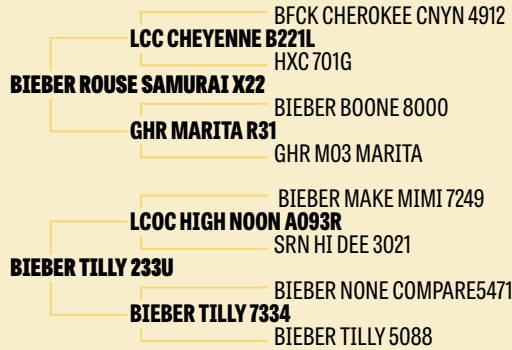 BFCK CHEROKEE CNYN 4912
LCC CHEYENNE B221L
HXC 701G
BIEBER ROUSE SAMURAI X22
BIEBER BOONE 8000
GHR MARITA R31
GHR M03 MARITA
BIEBER MAKE MIMI 7249
LCOC HIGH NOON A093R
SRN HI DEE 3021
BIEBER TILLY 233U
BIEBER NONE COMPARE5471
BIEBER TILLY 7334
BIEBER TILLY 5088